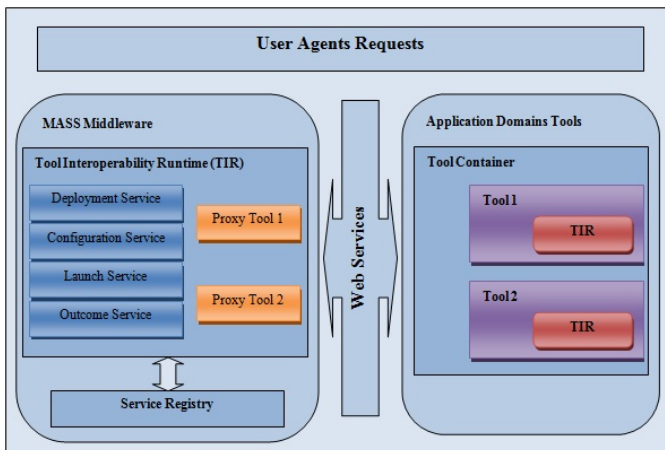 User Agents Requests
MASS Middleware
Tool Interoperability Runtime (TIR)
Deployment Service
Configuration Service
Launch Service
Outcome Service
Proxy Tool 1
Proxy Tool 2
Service Registry
Web Services
Application Domains Tools
Tool Container
Tool 1
TIR
Tool 2
TIR